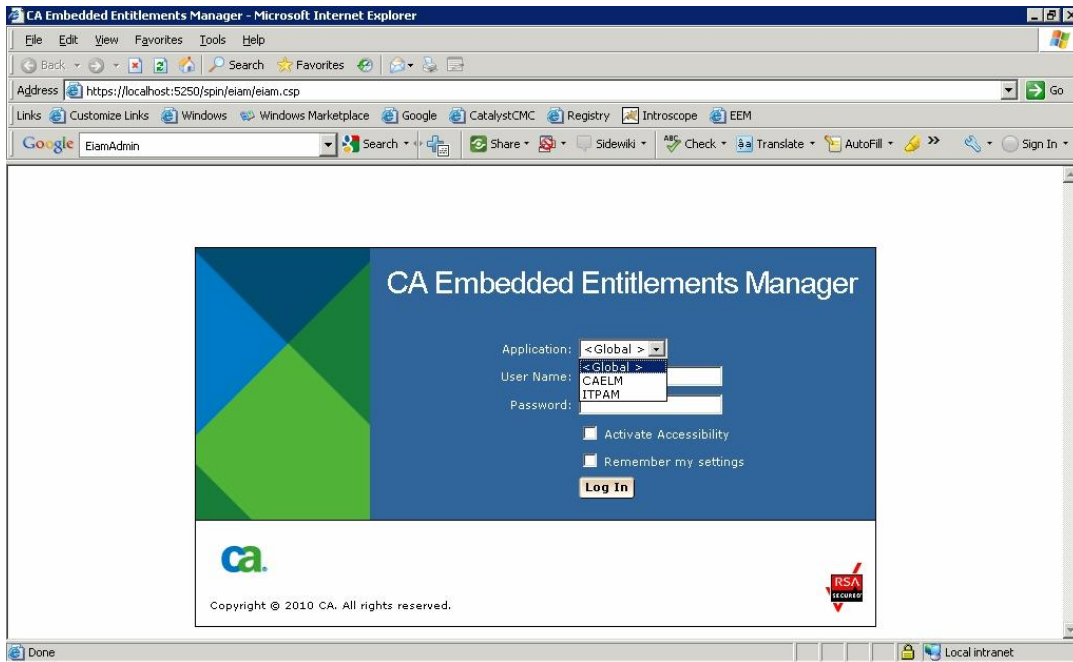 CA Embedded Entitlements Manager - Microsoft Internet Explorer
File Edit View Favorites Tools Help
Back Search Favorites
Address https://localhost:5250/spin/eiam/eiam.csp Go
Links Customize Links Windows Windows Marketplace Google CatalystCMC Registry Introscope EEM
Google EiamAdmin Search Share Sidewiki Check Translate AutoFill Sign In
CA Embedded Entitlements Manager
Application: <Global >
<Global >
User Name: CAELM
ITPAM
Password:
Activate Accessibility
Remember my settings
Log In
ca.
RSA
SECURED
Copyright © 2010 CA. All rights reserved.
Done Local intranet